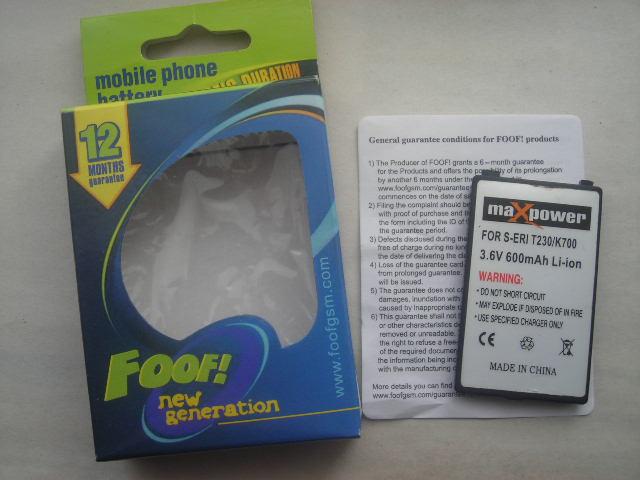 mobile phone
battery
DURATION
12
MONTHS
guarantee
FOOF!
new
generation
www.foofgsm.com
General guarantee conditions for FOOF! products
1) The Producer of FOOF! grants a 6 – month guarantee
for the Products and offers the possibility of its prolongation
by another 6 months under the
www.foofgsm.com/guarantee
commences on the date of
2) Filing the complaint should be
with proof of purchase and
the form including the ID of
the guarantee period.
3) Defects disclosed during the
free of charge during no longer
the date of delivering the
4) Loss of the guarantee card
from prolonged guarantee.
will be issued.
5) The guarantee does not
damages, inundation with
caused by inappropriate
6) This guarantee shall not
or other characteristics
removed or unreadable.
the right to refuse a free
of the required document
the information being
with the manufacturing
More details you can find
www.foofgsm.com/guarantee
maXpower
FOR S-ERI T230/K700
3.6V 600mAh Li-ion
WARNING:
* DO NOT SHORT CIRCUIT
* MAY EXPLODE IF DISPOSED OF IN FIRE
* USE SPECIFIED CHARGER ONLY
CE
MADE IN CHINA